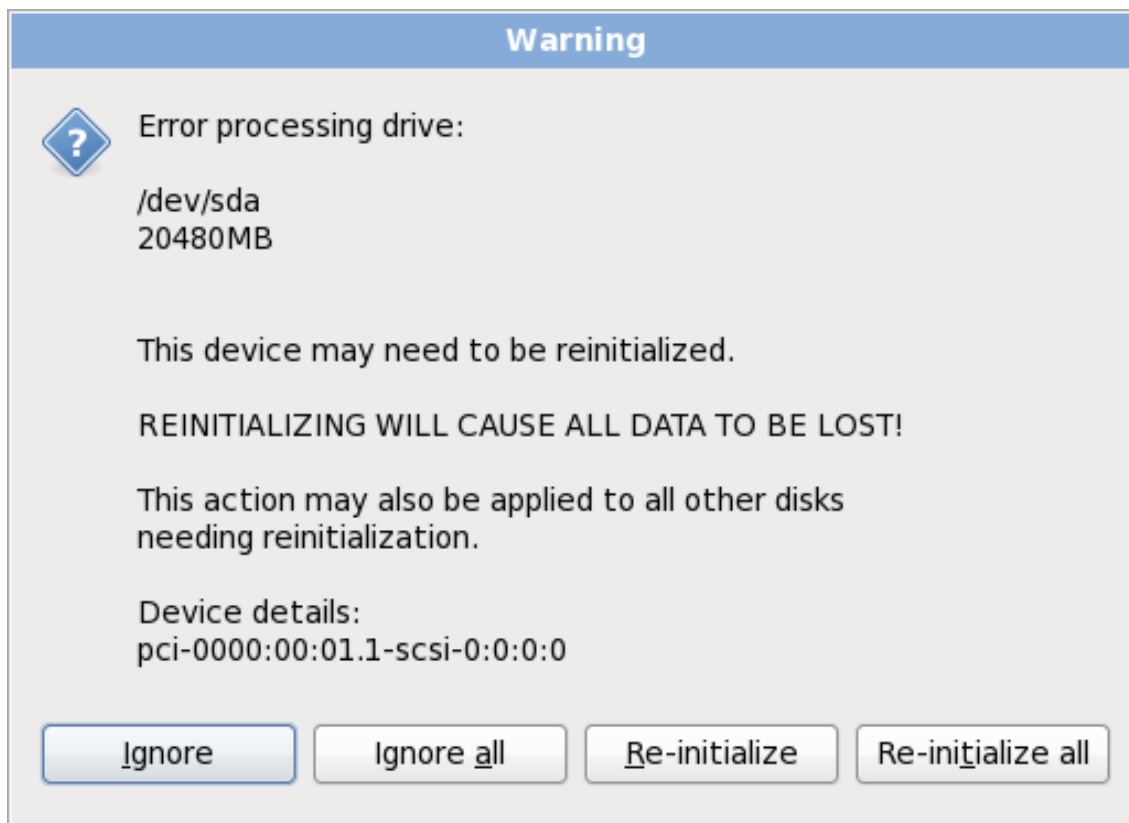 Warning
?
Error processing drive:
/dev/sda
20480MB
This device may need to be reinitialized.
REINITIALIZING WILL CAUSE ALL DATA TO BE LOST!
This action may also be applied to all other disks
needing reinitialization.
Device details:
pci-0000:00:01.1-scsi-0:0:0:0
Ignore
Ignore all
Re-initialize
Re-initialize all